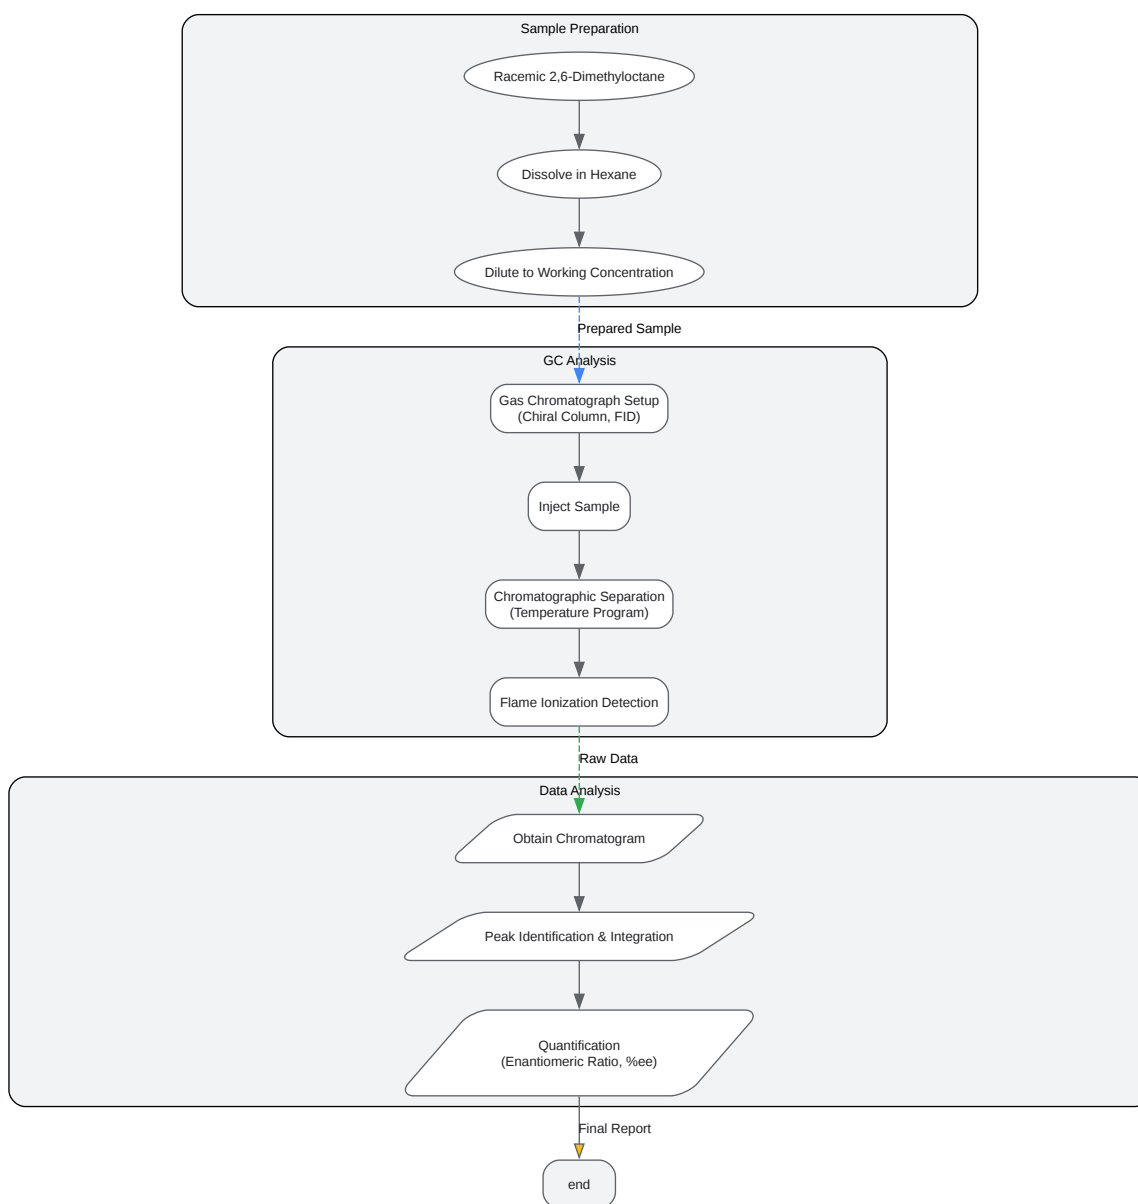 Sample Preparation
Racemic 2,6-Dimethyloctane
Dissolve in Hexane
Dilute to Working Concentration
Prepared Sample
GC Analysis
Gas Chromatograph Setup
(Chiral Column, FID)
Inject Sample
Chromatographic Separation
(Temperature Program)
Flame Ionization Detection
Raw Data
Data Analysis
Obtain Chromatogram
Peak Identification & Integration
Quantification
(Enantiomeric Ratio, %ee)
Final Report
end